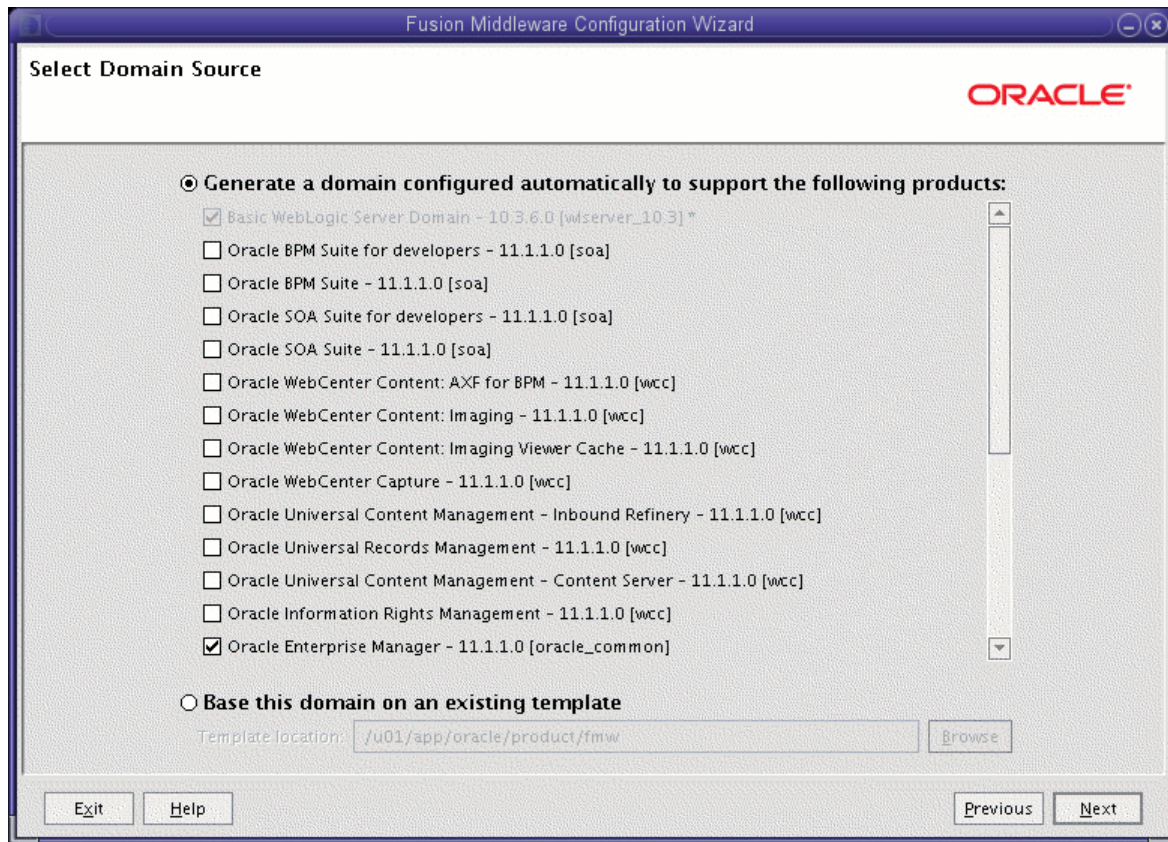 Fusion Middleware Configuration Wizard
Select Domain Source
ORACLE
Generate a domain configured automatically to support the following products:
Basic WebLogic Server Domain - 10.3.6.0 [wlserver_10.3] *
Oracle BPM Suite for developers - 11.1.1.0 [soa]
Oracle BPM Suite - 11.1.1.0 [soa]
Oracle SOA Suite for developers - 11.1.1.0 [soa]
Oracle SOA Suite - 11.1.1.0 [soa]
Oracle WebCenter Content: AXF for BPM - 11.1.1.0 [wcc]
Oracle WebCenter Content: Imaging - 11.1.1.0 [wcc]
Oracle WebCenter Content: Imaging Viewer Cache - 11.1.1.0 [wcc]
Oracle WebCenter Capture - 11.1.1.0 [wcc]
Oracle Universal Content Management - Inbound Refinery - 11.1.1.0 [wcc]
Oracle Universal Records Management - 11.1.1.0 [wcc]
Oracle Universal Content Management - Content Server - 11.1.1.0 [wcc]
Oracle Information Rights Management - 11.1.1.0 [wcc]
Oracle Enterprise Manager - 11.1.1.0 [oracle_common]
Base this domain on an existing template
Template location: /u01/app/oracle/product/fmw Browse
Exit Help Previous Next